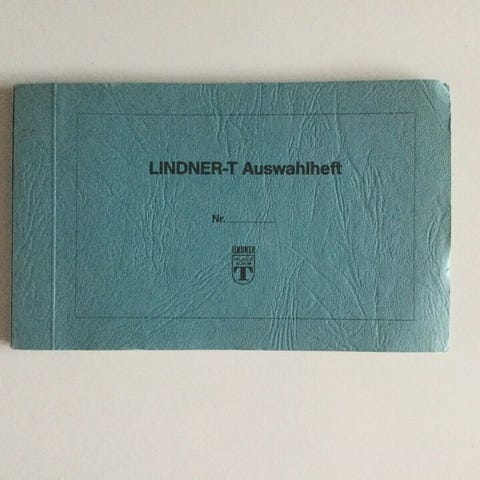 LINDNER-T Auswahlheft
Nr.
LINDNER
T